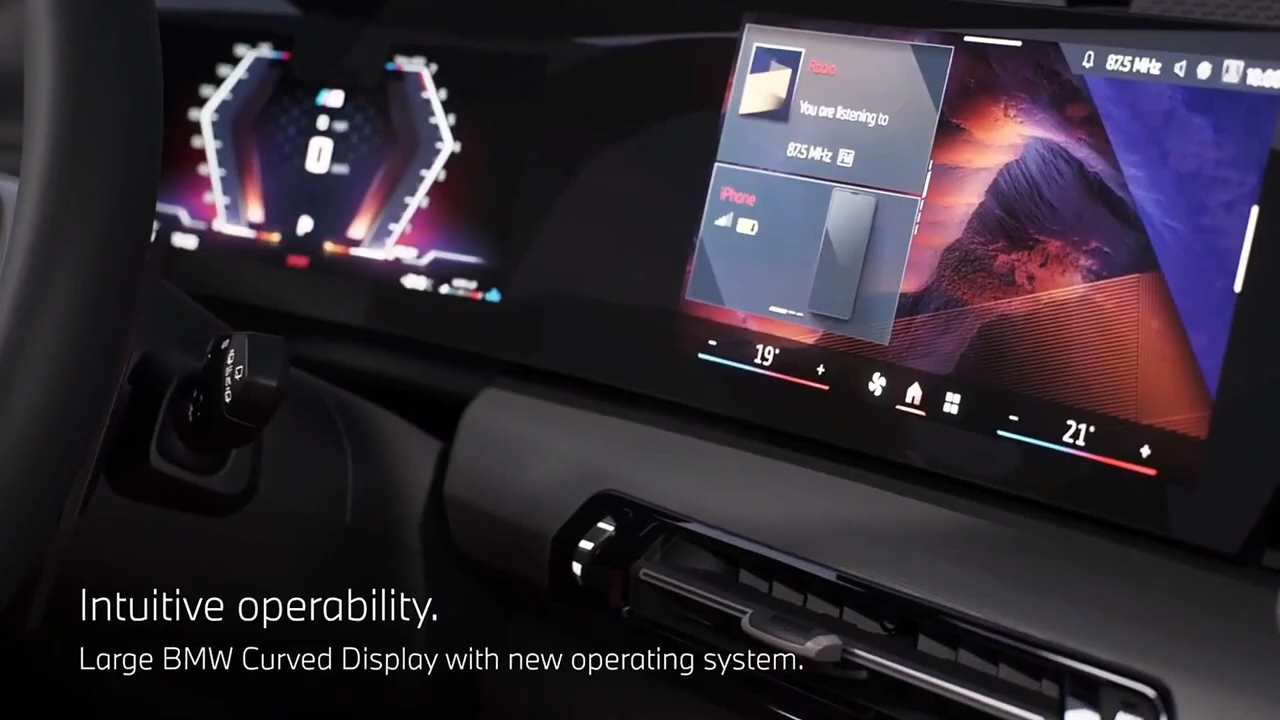 0
P
Radio
You are listening to
87.5 MHz FM
iPhone
87.5 MHz
- 19° +
- 21° +
Intuitive operability.
Large BMW Curved Display with new operating system.